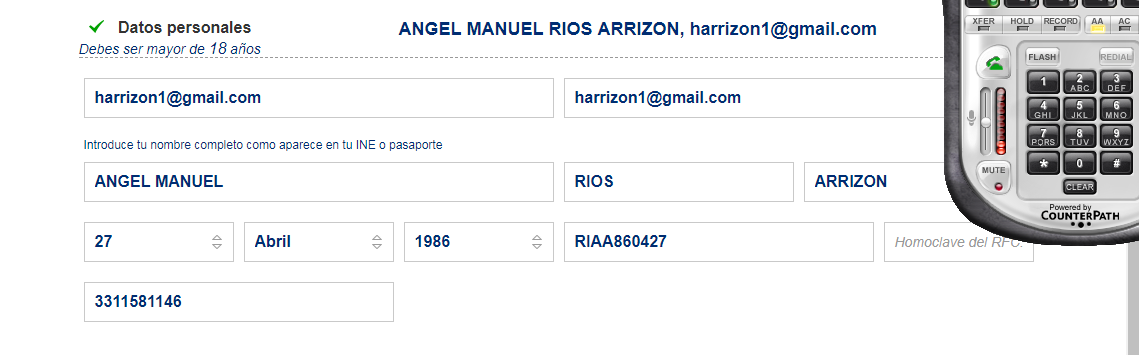 Datos personales
ANGEL MANUEL RIOS ARRIZON, harrizon1@gmail.com
Debes ser mayor de 18 años
harrizon1@gmail.com
harrizon1@gmail.com
Introduce tu nombre completo como aparece en tu INE o pasaporte
ANGEL MANUEL
RIOS
ARRIZON
27
Abril
1986
RIAA860427
Homoclave del RFC.
3311581146
XFER HOLD RECORD AA AC
FLASH
REDIAL
1
2 ABC
3 DEF
4 GHI
5 JKL
6 MNO
7 PQRS
8 TUV
9 WXYZ
*
0
#
MUTE
CLEAR
Powered by
COUNTERPATH